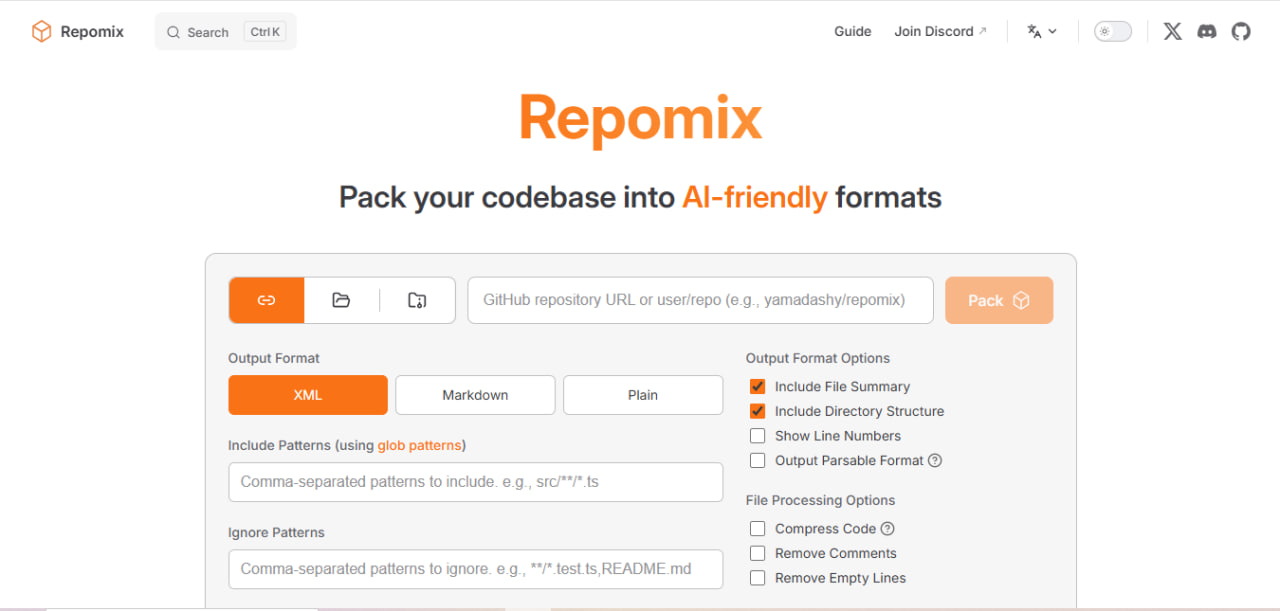 Repomix
Search Ctrl K
Guide
Join Discord
Repomix
Pack your codebase into AI-friendly formats
GitHub repository URL or user/repo (e.g., yamadashy/repomix)
Pack
Output Format
XML
Markdown
Plain
Include Patterns (using glob patterns)
Comma-separated patterns to include. e.g., src/**/*.ts
Ignore Patterns
Comma-separated patterns to ignore. e.g., **/*.test.ts,README.md
Output Format Options
Include File Summary
Include Directory Structure
Show Line Numbers
Output Parsable Format
File Processing Options
Compress Code
Remove Comments
Remove Empty Lines